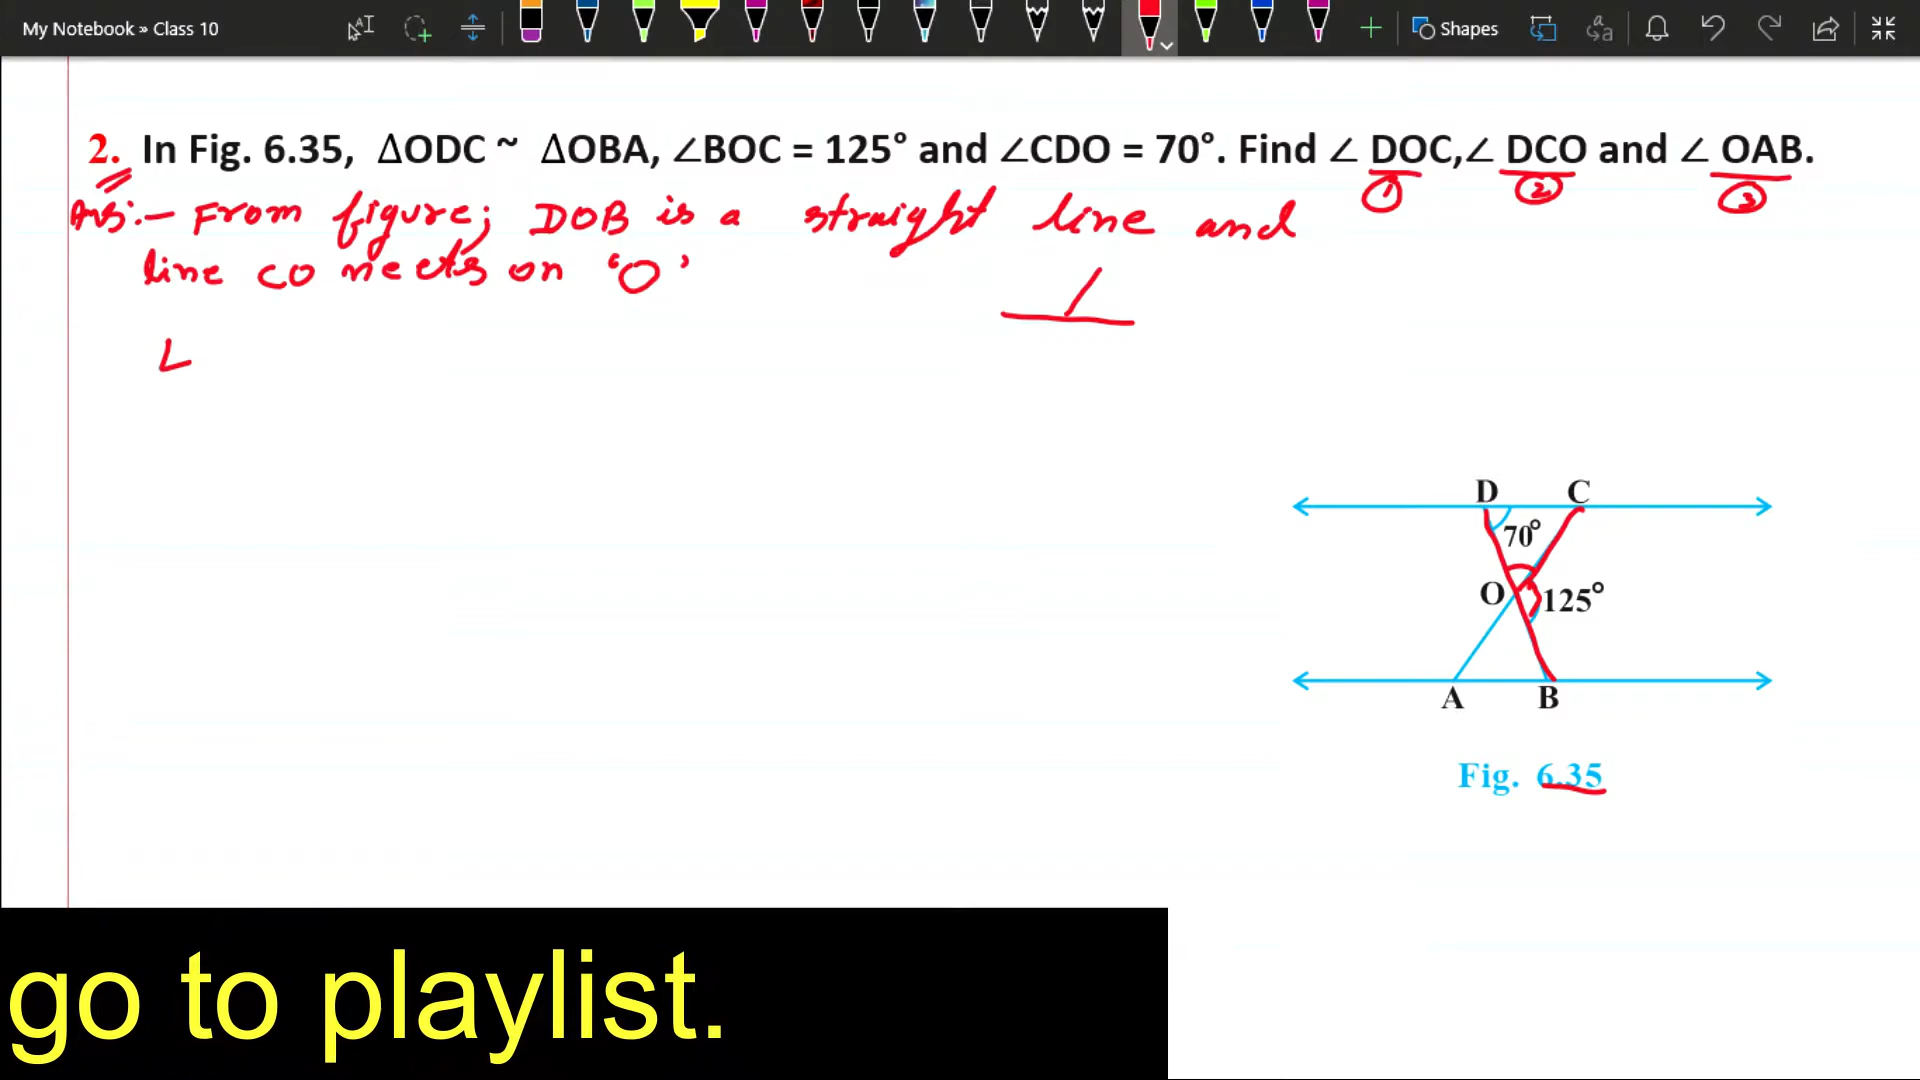 My Notebook » Class 10
Shapes
2. In Fig. 6.35, ΔODC ~ ΔOBA, ∠BOC = 125° and ∠CDO = 70°. Find ∠ DOC,∠ DCO and ∠ OAB.
① ② ③
Ans:- From figure; DOB is a straight line and
line CO meets on 'O'
∠
D C
70°
O 125°
A B
Fig. 6.35
go to playlist.